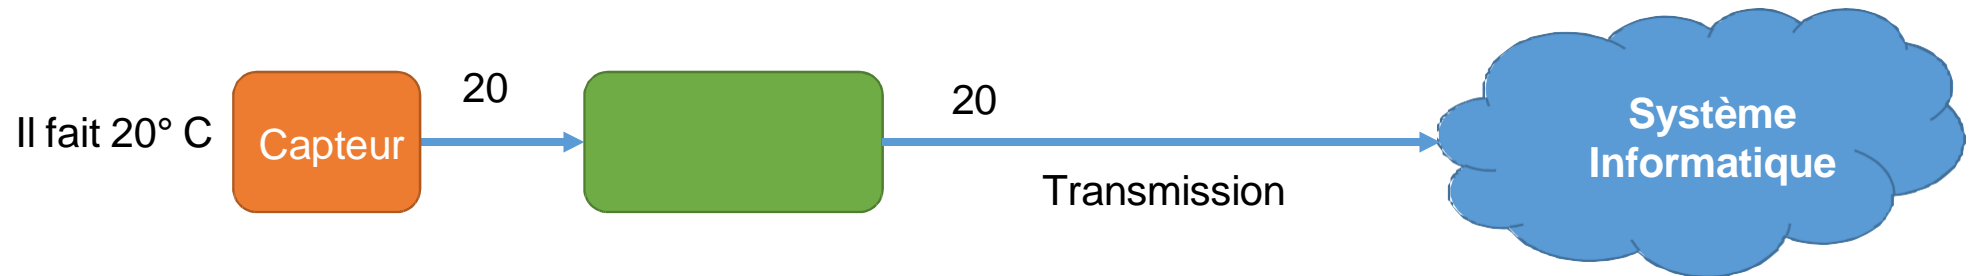 Il fait 20° C
Capteur
20
20
Transmission
Système
Informatique